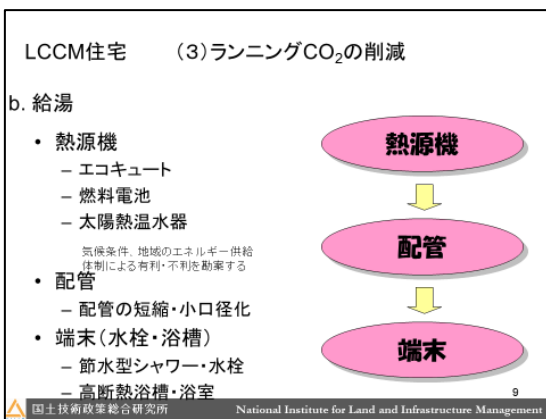 LCCM住宅 （3）ランニングCO₂の削減
b. 給湯
• 熱源機
– エコキュート
– 燃料電池
– 太陽熱温水器
気候条件、地域のエネルギー供給
体制による有利・不利を勘案する
• 配管
– 配管の短縮・小口径化
• 端末（水栓・浴槽）
– 節水型シャワー・水栓
– 高断熱浴槽・浴室
熱源機
配管
端末
9
国土技術政策総合研究所 National Institute for Land and Infrastructure Management